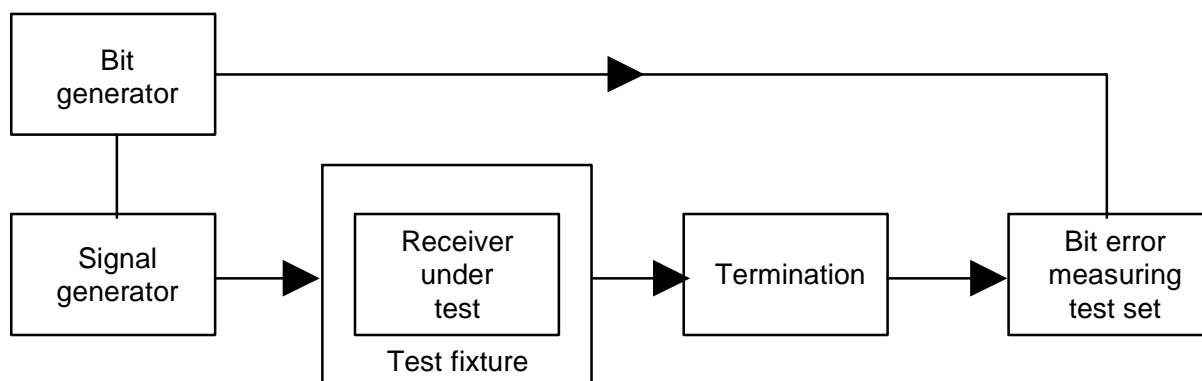 Bit
generator
Signal
generator
Receiver
under
test
Test fixture
Termination
Bit error
measuring
test set